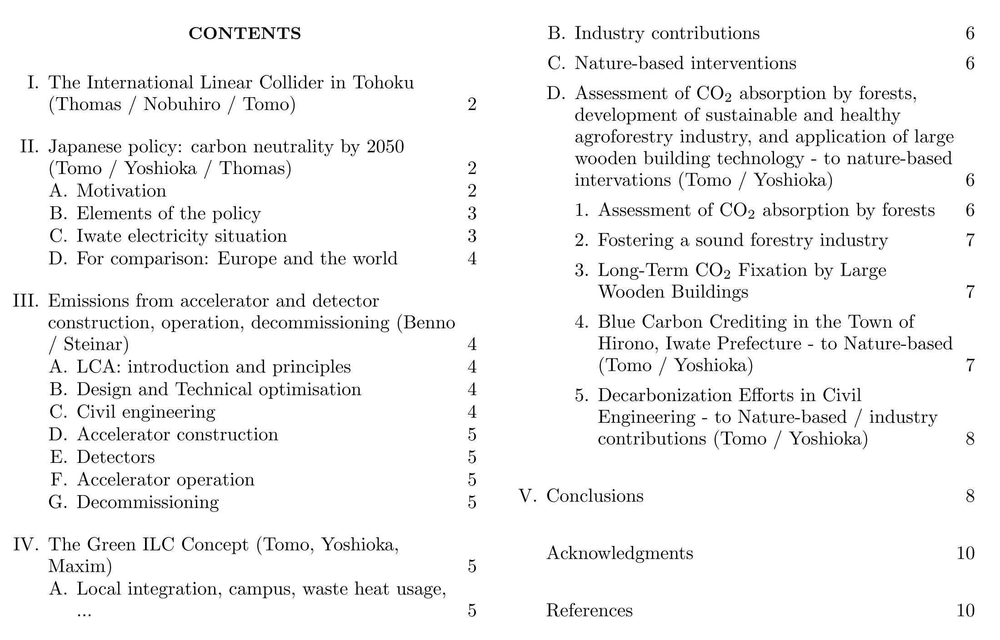 CONTENTS
I. The International Linear Collider in Tohoku
(Thomas / Nobuhiro / Tomo) 2
II. Japanese policy: carbon neutrality by 2050
(Tomo / Yoshioka / Thomas) 2
A. Motivation 2
B. Elements of the policy 3
C. Iwate electricity situation 3
D. For comparison: Europe and the world 4
III. Emissions from accelerator and detector
construction, operation, decommissioning (Benno
/ Steinar) 4
A. LCA: introduction and principles 4
B. Design and Technical optimisation 4
C. Civil engineering 4
D. Accelerator construction 5
E. Detectors 5
F. Accelerator operation 5
G. Decommissioning 5
IV. The Green ILC Concept (Tomo, Yoshioka,
Maxim) 5
A. Local integration, campus, waste heat usage,
... 5
B. Industry contributions 6
C. Nature-based interventions 6
D. Assessment of CO₂ absorption by forests,
development of sustainable and healthy
agroforestry industry, and application of large
wooden building technology - to nature-based
intervations (Tomo / Yoshioka) 6
1. Assessment of CO₂ absorption by forests 6
2. Fostering a sound forestry industry 7
3. Long-Term CO₂ Fixation by Large
Wooden Buildings 7
4. Blue Carbon Crediting in the Town of
Hirono, Iwate Prefecture - to Nature-based
(Tomo / Yoshioka) 7
5. Decarbonization Efforts in Civil
Engineering - to Nature-based / industry
contributions (Tomo / Yoshioka) 8
V. Conclusions 8
Acknowledgments 10
References 10